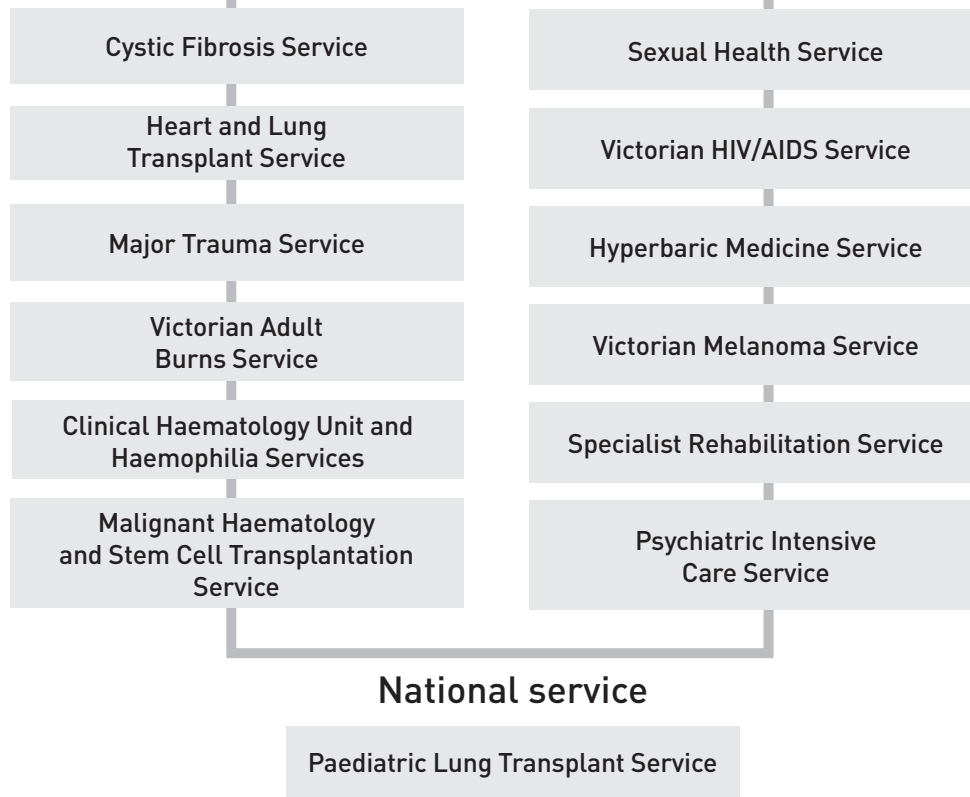 Cystic Fibrosis Service
Heart and Lung
Transplant Service
Major Trauma Service
Victorian Adult
Burns Service
Clinical Haematology Unit and
Haemophilia Services
Malignant Haematology
and Stem Cell Transplantation
Service
Sexual Health Service
Victorian HIV/AIDS Service
Hyperbaric Medicine Service
Victorian Melanoma Service
Specialist Rehabilitation Service
Psychiatric Intensive
Care Service
National service
Paediatric Lung Transplant Service